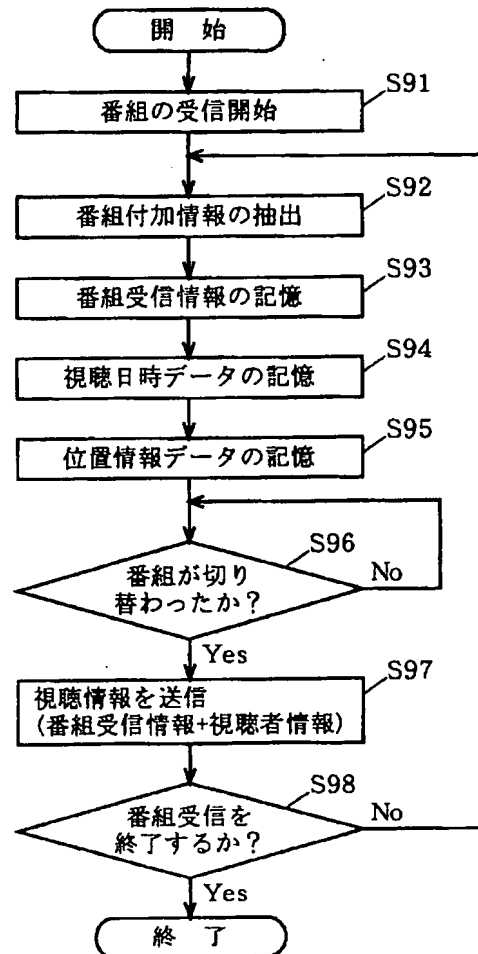 開 始
S91
番組の受信開始
S92
番組付加情報の抽出
S93
番組受信情報の記憶
S94
視聴日時データの記憶
S95
位置情報データの記憶
S96
番組が切り
替わったか？
No
Yes
S97
視聴情報を送信
(番組受信情報+視聴者情報)
S98
番組受信を
終了するか？
No
Yes
終 了